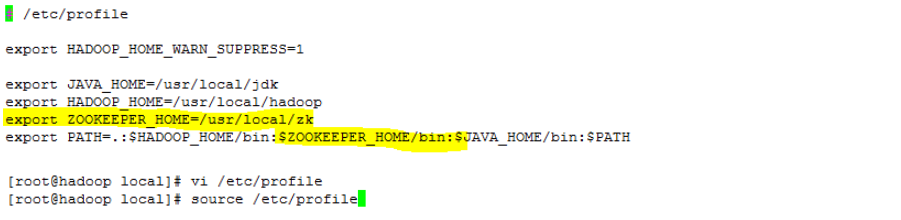 # /etc/profile
export HADOOP_HOME_WARN_SUPPRESS=1
export JAVA_HOME=/usr/local/jdk
export HADOOP_HOME=/usr/local/hadoop
export ZOOKEEPER_HOME=/usr/local/zk
export PATH=.:$HADOOP_HOME/bin:$ZOOKEEPER_HOME/bin:$JAVA_HOME/bin:$PATH
[root@hadoop local]# vi /etc/profile
[root@hadoop local]# source /etc/profile